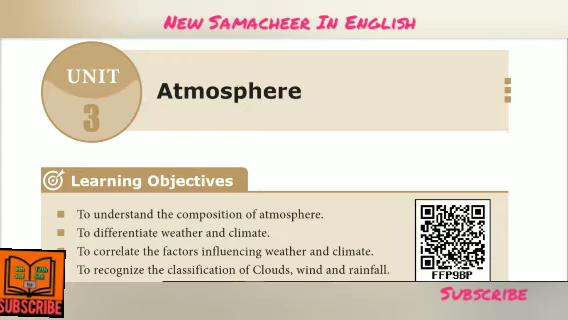 New Samacheer In English
UNIT
3
Atmosphere
Learning Objectives
To understand the composition of atmosphere.
To differentiate weather and climate.
To correlate the factors influencing weather and climate.
To recognize the classification of Clouds, wind and rainfall.
FFP9BP
SUBSCRIBE
Subscribe